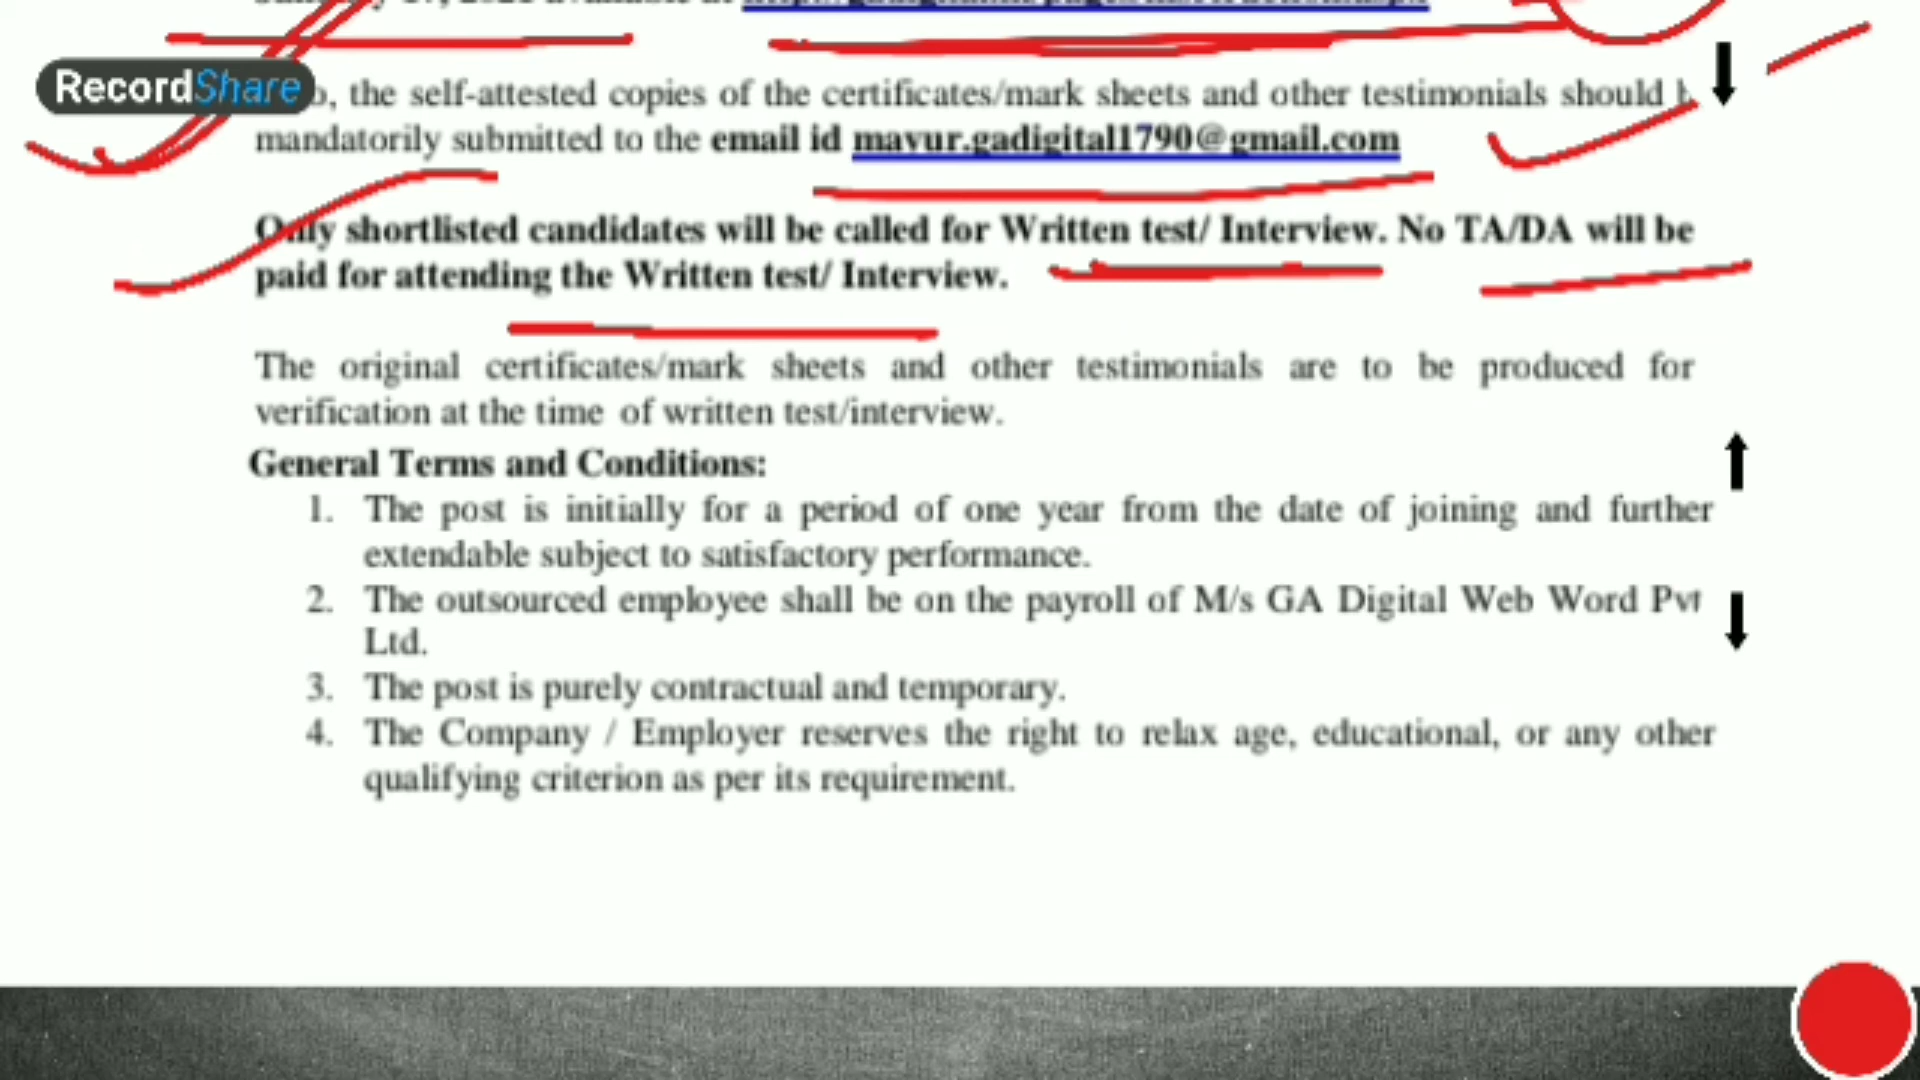 RecordShare
, the self-attested copies of the certificates/mark sheets and other testimonials should
mandatorily submitted to the email id mayur.gadigital1790@gmail.com
Only shortlisted candidates will be called for Written test/ Interview. No TA/DA will be
paid for attending the Written test/ Interview.
The original certificates/mark sheets and other testimonials are to be produced for
verification at the time of written test/interview.
General Terms and Conditions:
1. The post is initially for a period of one year from the date of joining and further
extendable subject to satisfactory performance.
2. The outsourced employee shall be on the payroll of M/s GA Digital Web Word Pvt
Ltd.
3. The post is purely contractual and temporary.
4. The Company / Employer reserves the right to relax age, educational, or any other
qualifying criterion as per its requirement.